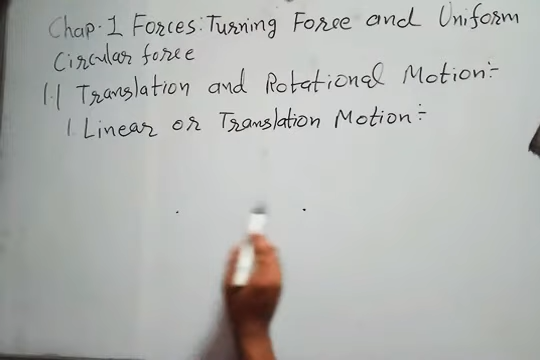 Chap. 1 Forces: Turning Force and Uniform
Circular force
1.1 Translation and Rotational Motion:-
1. Linear or Translation Motion:-